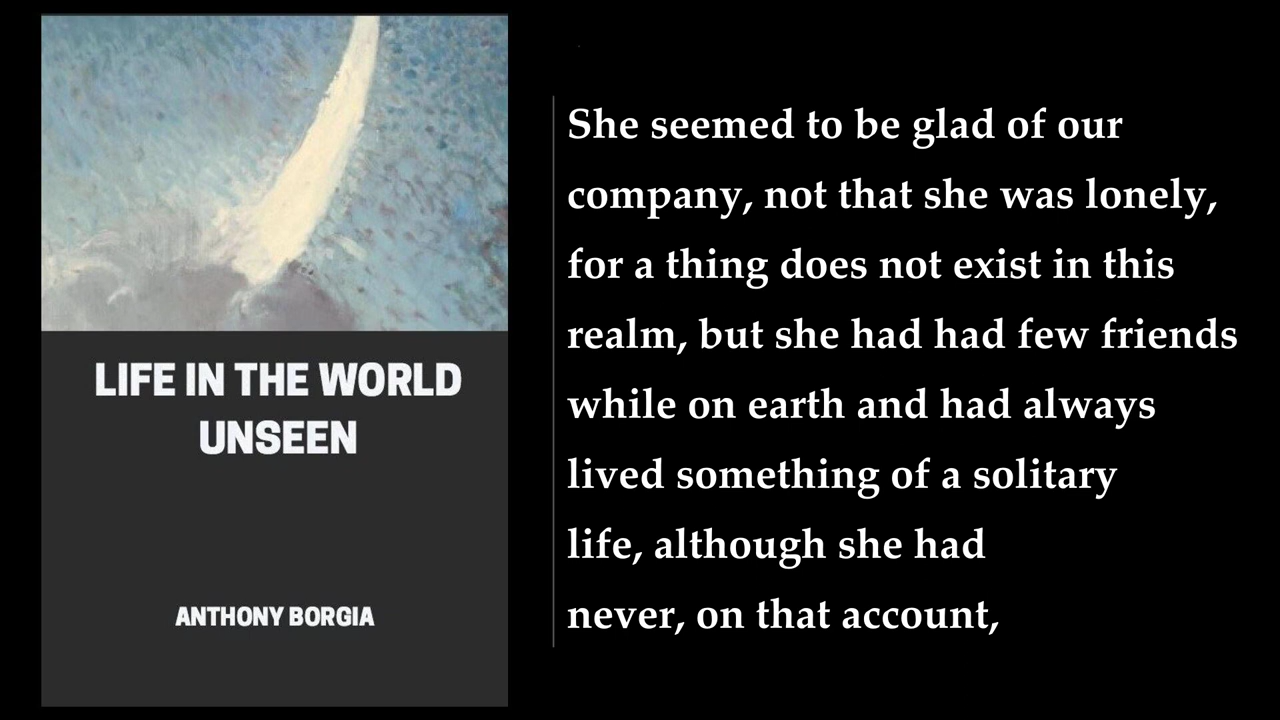 LIFE IN THE WORLD
UNSEEN
ANTHONY BORGIA
She seemed to be glad of our
company, not that she was lonely,
for a thing does not exist in this
realm, but she had had few friends
while on earth and had always
lived something of a solitary
life, although she had
never, on that account,